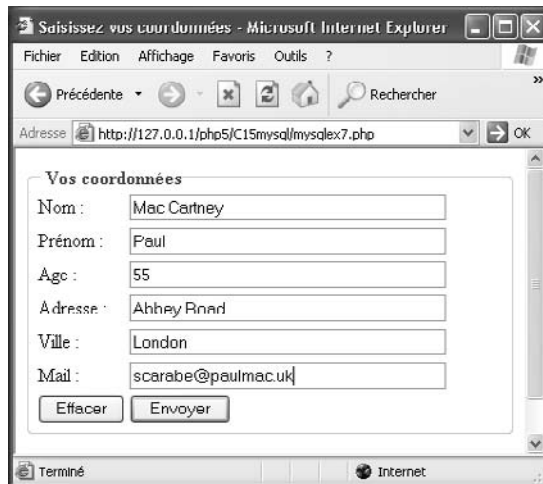 Saisissez vos coordonnées - Microsoft Internet Explorer
Fichier Edition Affichage Favoris Outils ?
Précédente Rechercher
Adresse http://127.0.0.1/php5/C15mysql/mysqlex7.php OK
Vos coordonnées
Nom : Mac Cartney
Prénom : Paul
Age : 55
Adresse : Abbey Road
Ville : London
Mail : scarabe@paulmac.uk
Effacer Envoyer
Terminé Internet